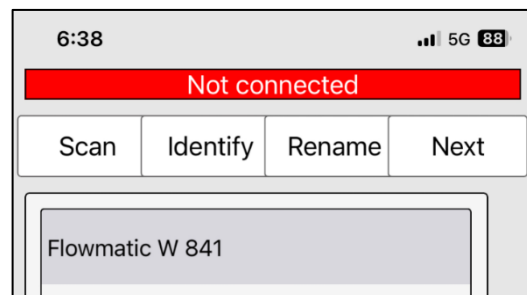 6:38 5G 88
Not connected
Scan Identify Rename Next
Flowmatic W 841